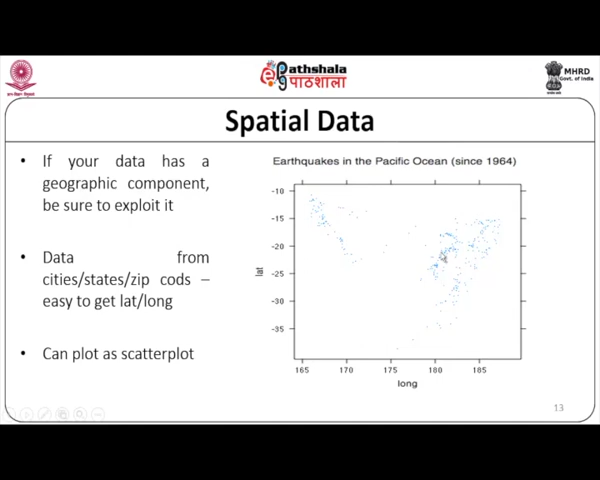 Pathshala
पाठशाला
MHRD
Govt. of India
Spatial Data
• If your data has a
geographic component,
be sure to exploit it
• Data from
cities/states/zip cods –
easy to get lat/long
• Can plot as scatterplot
Earthquakes in the Pacific Ocean (since 1964)
-10
-15
-20
-25
-30
-35
lat
165 170 175 180 185
long
13